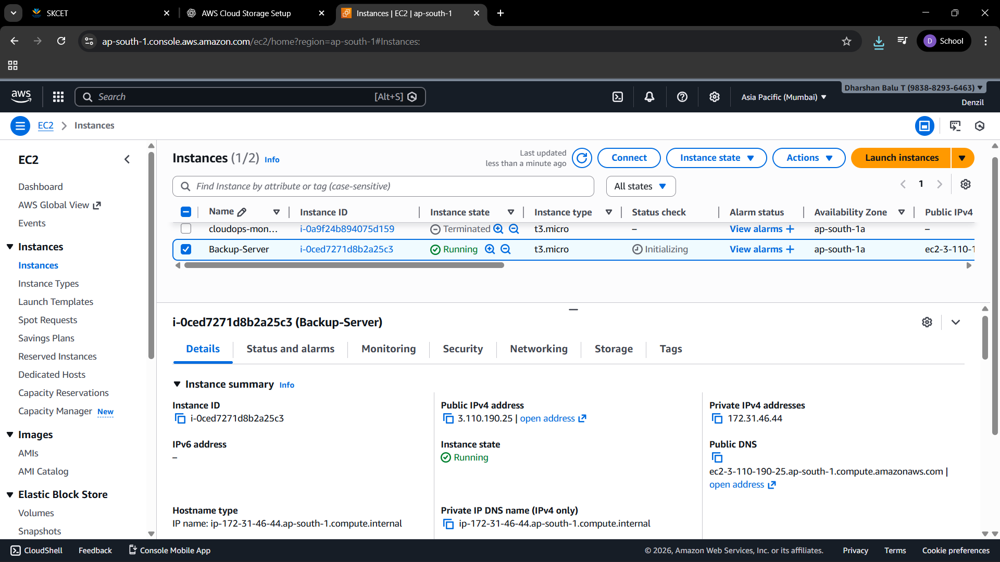 SKCET
AWS Cloud Storage Setup
Instances | EC2 | ap-south-1
ap-south-1.console.aws.amazon.com/ec2/home?region=ap-south-1#Instances:
D School
aws
Search [Alt+S]
Asia Pacific (Mumbai)
Dharshan Balu T (9838-8293-6463)
Denzil
EC2 > Instances
EC2
Dashboard
AWS Global View
Events
Instances
Instances
Instance Types
Launch Templates
Spot Requests
Savings Plans
Reserved Instances
Dedicated Hosts
Capacity Reservations
Capacity Manager New
Images
AMIs
AMI Catalog
Elastic Block Store
Volumes
Snapshots
Instances (1/2) Info
Last updated
less than a minute ago
Connect
Instance state
Actions
Launch instances
Find Instance by attribute or tag (case-sensitive)
All states
1
Name Instance ID Instance state Instance type Status check Alarm status Availability Zone Public IPv4
cloudops-mon... i-0a9f24b894075d159 Terminated t3.micro – View alarms + ap-south-1a –
Backup-Server i-0ced7271d8b2a25c3 Running t3.micro Initializing View alarms + ap-south-1a ec2-3-110-1
i-0ced7271d8b2a25c3 (Backup-Server)
Details
Status and alarms
Monitoring
Security
Networking
Storage
Tags
Instance summary Info
Instance ID
i-0ced7271d8b2a25c3
Public IPv4 address
3.110.190.25 | open address
Private IPv4 addresses
172.31.46.44
IPv6 address
–
Instance state
Running
Public DNS
ec2-3-110-190-25.ap-south-1.compute.amazonaws.com |
open address
Hostname type
IP name: ip-172-31-46-44.ap-south-1.compute.internal
Private IP DNS name (IPv4 only)
ip-172-31-46-44.ap-south-1.compute.internal
CloudShell
Feedback
Console Mobile App
© 2026, Amazon Web Services, Inc. or its affiliates.
Privacy
Terms
Cookie preferences